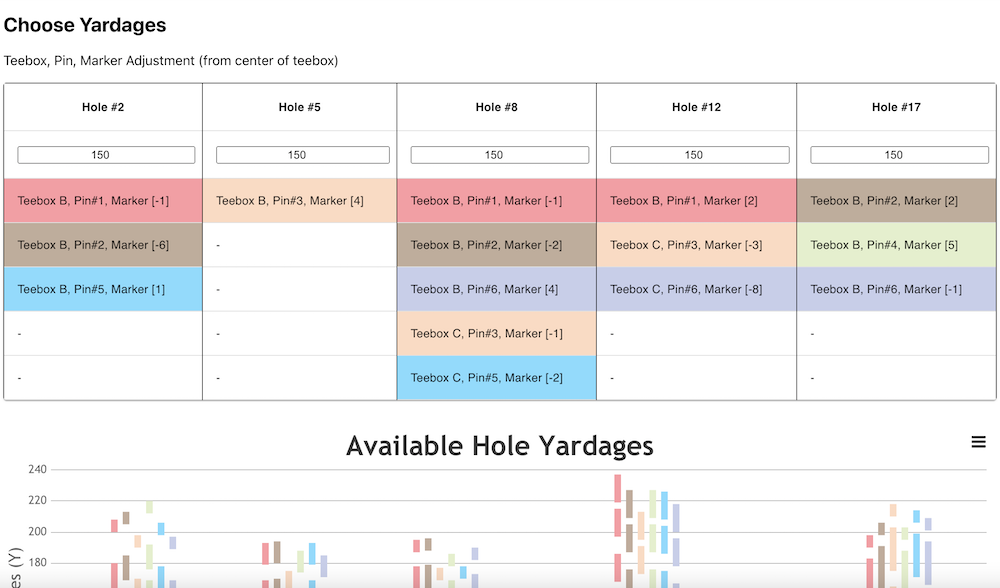 Choose Yardages
Teebox, Pin, Marker Adjustment (from center of teebox)
Hole #2 Hole #5 Hole #8 Hole #12 Hole #17
150 150 150 150 150
Teebox B, Pin#1, Marker [-1] Teebox B, Pin#3, Marker [4] Teebox B, Pin#1, Marker [-1] Teebox B, Pin#1, Marker [2] Teebox B, Pin#2, Marker [2]
Teebox B, Pin#2, Marker [-6] - Teebox B, Pin#2, Marker [-2] Teebox C, Pin#3, Marker [-3] Teebox B, Pin#4, Marker [5]
Teebox B, Pin#5, Marker [1] - Teebox B, Pin#6, Marker [4] Teebox C, Pin#6, Marker [-8] Teebox B, Pin#6, Marker [-1]
- - Teebox C, Pin#3, Marker [-1] - -
- - Teebox C, Pin#5, Marker [-2] - -
Available Hole Yardages
240
220
200
180
es (Y)